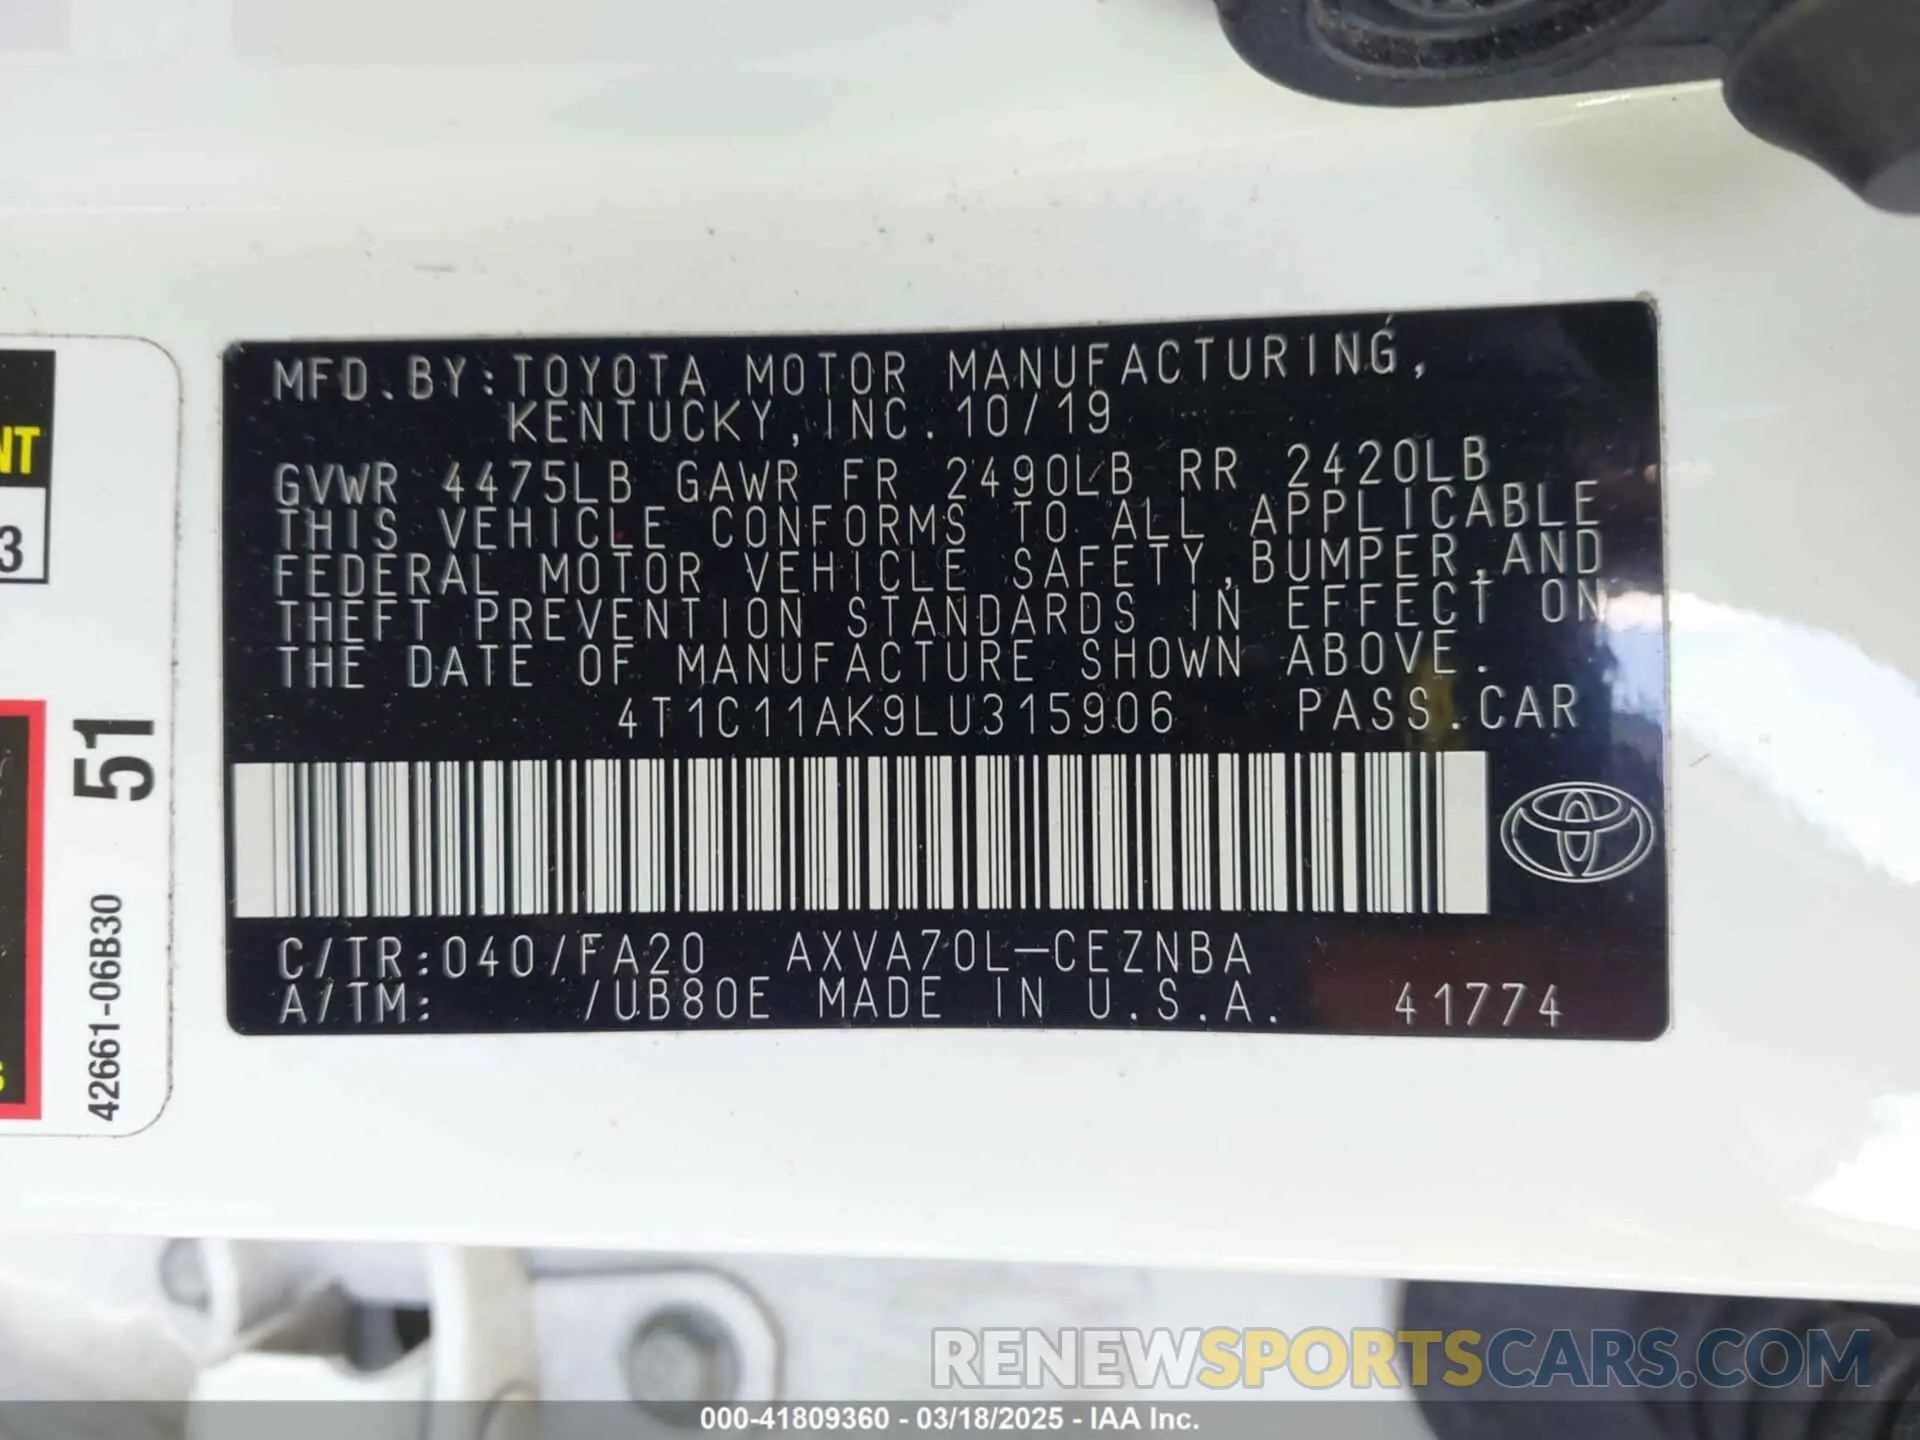 MFD.BY:TOYOTA MOTOR MANUFACTURING,
KENTUCKY,INC.10/19
GVWR 4475LB GAWR FR 2490LB RR 2420LB
THIS VEHICLE CONFORMS TO ALL APPLICABLE
FEDERAL MOTOR VEHICLE SAFETY,BUMPER,AND
THEFT PREVENTION STANDARDS IN EFFECT ON
THE DATE OF MANUFACTURE SHOWN ABOVE.
4T1C11AK9LU315906 PASS.CAR
C/TR:040/FA20 AXVA70L-CEZNBA
A/TM: /UB80E MADE IN U.S.A. 41774
NT
3
51
42661-06B30
RENEWSPORTSCARS.COM
000-41809360 - 03/18/2025 - IAA Inc.